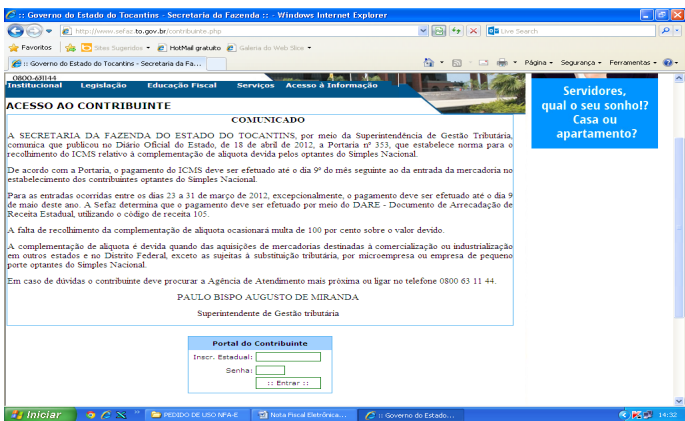 :: Governo do Estado do Tocantins - Secretaria da Fazenda :: - Windows Internet Explorer
http://www.sefaz.to.gov.br/contribuinte.php
Live Search
Favoritos
Sites Sugeridos
HotMail gratuito
Galeria do Web Slice
:: Governo do Estado do Tocantins - Secretaria da Fa...
Página
Segurança
Ferramentas
0800-631144
Institucional Legislação Educação Fiscal Serviços Acesso à Informação
Servidores,
qual o seu sonho!?
Casa ou
apartamento?
ACESSO AO CONTRIBUINTE
COMUNICADO
A SECRETARIA DA FAZENDA DO ESTADO DO TOCANTINS, por meio da Superintendência de Gestão Tributária,
comunica que publicou no Diário Oficial do Estado, de 18 de abril de 2012, a Portaria nº 353, que estabelece norma para o
recolhimento do ICMS relativo à complementação de alíquota devida pelos optantes do Simples Nacional.
De acordo com a Portaria, o pagamento do ICMS deve ser efetuado até o dia 9º do mês seguinte ao da entrada da mercadoria no
estabelecimento dos contribuintes optantes do Simples Nacional.
Para as entradas ocorridas entre os dias 23 a 31 de março de 2012, excepcionalmente, o pagamento deve ser efetuado até o dia 9
de maio deste ano. A Sefaz determina que o pagamento deve ser efetuado por meio do DARE - Documento de Arrecadação de
Receita Estadual, utilizando o código de receita 105.
A falta de recolhimento da complementação de alíquota ocasionará multa de 100 por cento sobre o valor devido.
A complementação de alíquota é devida quando das aquisições de mercadorias destinadas à comercialização ou industrialização
em outros estados e no Distrito Federal, exceto as sujeitas à substituição tributária, por microempresa ou empresa de pequeno
porte optantes do Simples Nacional.
Em caso de dúvidas o contribuinte deve procurar a Agência de Atendimento mais próxima ou ligar no telefone 0800 63 11 44.
PAULO BISPO AUGUSTO DE MIRANDA
Superintendente de Gestão tributária
Portal do Contribuinte
Inscr. Estadual:
Senha:
:: Entrar ::
Iniciar
PEDIDO DE USO NFA-E
Nota Fiscal Eletrônica...
:: Governo do Estado...
14:32